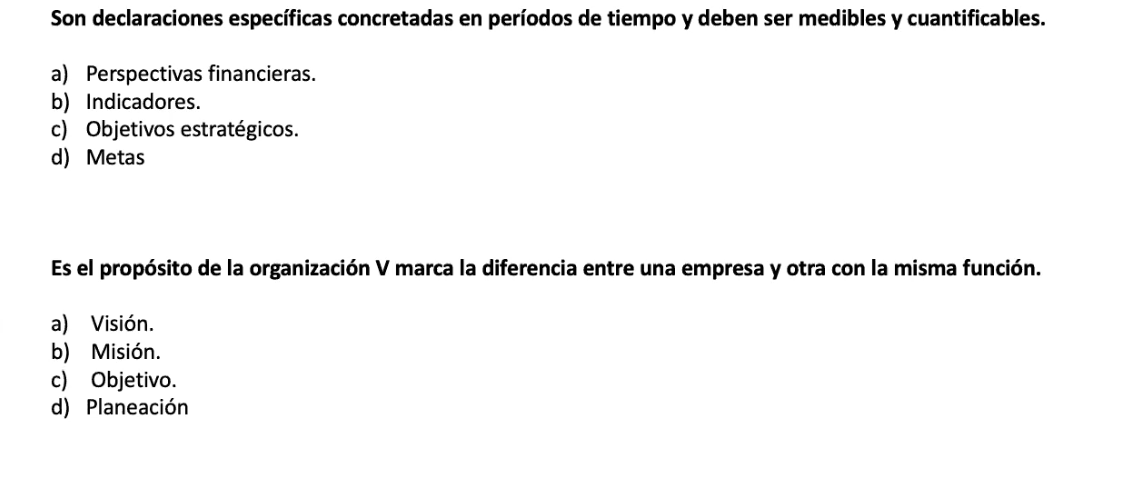 Son declaraciones específicas concretadas en períodos de tiempo y deben ser medibles y cuantificables.
a) Perspectivas financieras.
b) Indicadores.
c) Objetivos estratégicos.
d) Metas
Es el propósito de la organización V marca la diferencia entre una empresa y otra con la misma función.
a) Visión.
b) Misión.
c) Objetivo.
d) Planeación